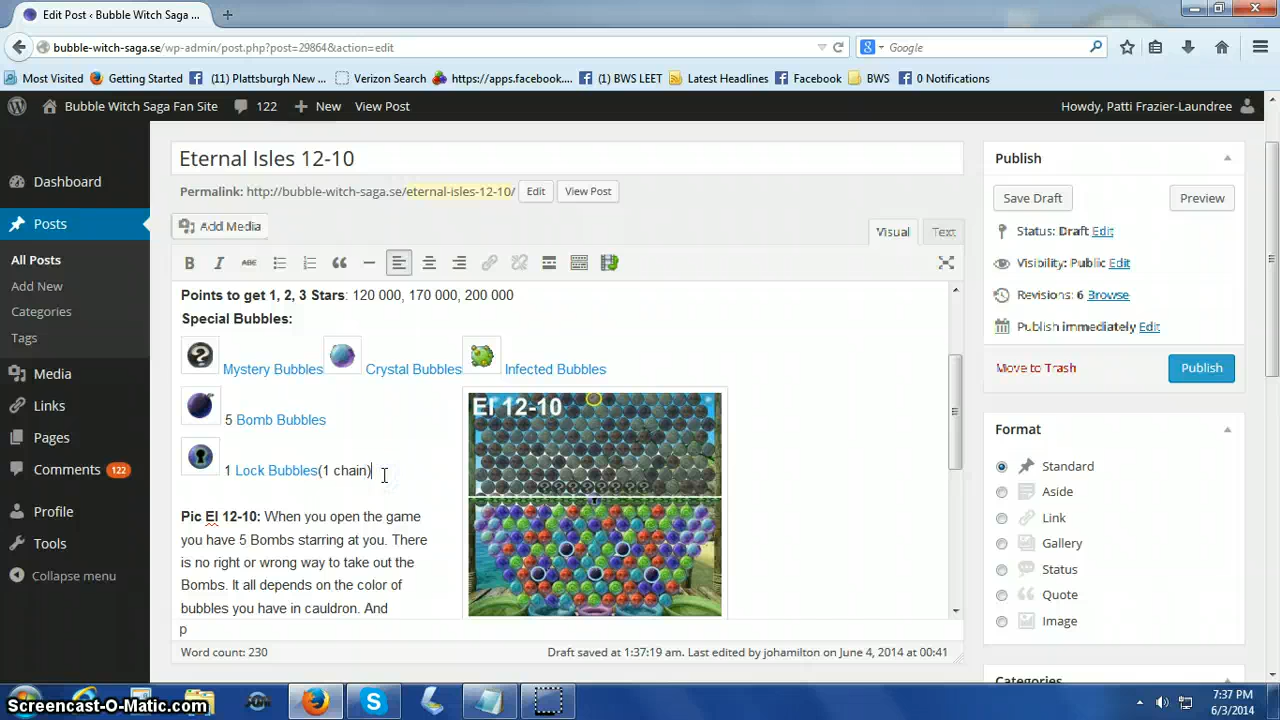 Edit Post ‹ Bubble Witch Saga ...
bubble-witch-saga.se/wp-admin/post.php?post=29864&action=edit
Google
Most Visited Getting Started (11) Plattsburgh New ... Verizon Search https://apps.facebook.... (1) BWS LEET Latest Headlines Facebook BWS 0 Notifications
Bubble Witch Saga Fan Site 122 New View Post Howdy, Patti Frazier-Laundree
Dashboard
Posts
All Posts
Add New
Categories
Tags
Media
Links
Pages
Comments 122
Profile
Tools
Collapse menu
Eternal Isles 12-10
Permalink: http://bubble-witch-saga.se/eternal-isles-12-10/ Edit View Post
Add Media
Visual Text
B I ABC
Points to get 1, 2, 3 Stars: 120 000, 170 000, 200 000
Special Bubbles:
Mystery Bubbles Crystal Bubbles Infected Bubbles
5 Bomb Bubbles
1 Lock Bubbles(1 chain)
EI 12-10
Pic EI 12-10: When you open the game
you have 5 Bombs starring at you. There
is no right or wrong way to take out the
Bombs. It all depends on the color of
bubbles you have in cauldron. And
p
Word count: 230 Draft saved at 1:37:19 am. Last edited by johamilton on June 4, 2014 at 00:41
Publish
Save Draft Preview
Status: Draft Edit
Visibility: Public Edit
Revisions: 6 Browse
Publish immediately Edit
Move to Trash Publish
Format
Standard
Aside
Link
Gallery
Status
Quote
Image
Categories
Screencast-O-Matic.com
7:37 PM
6/3/2014